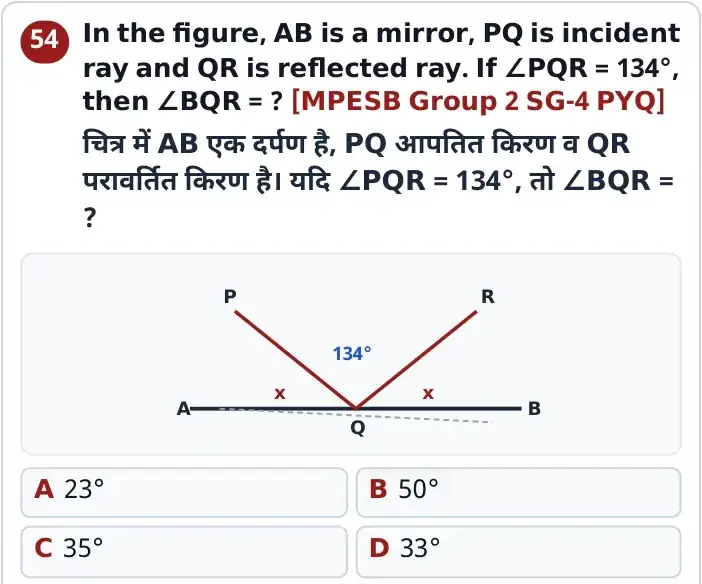 54 In the figure, AB is a mirror, PQ is incident
ray and QR is reflected ray. If ∠PQR = 134°,
then ∠BQR = ? [MPESB Group 2 SG-4 PYQ]
चित्र में AB एक दर्पण है, PQ आपतित किरण व QR
परावर्तित किरण है। यदि ∠PQR = 134°, तो ∠BQR =
?
P R
134°
x x
A B
Q
A 23° B 50°
C 35° D 33°